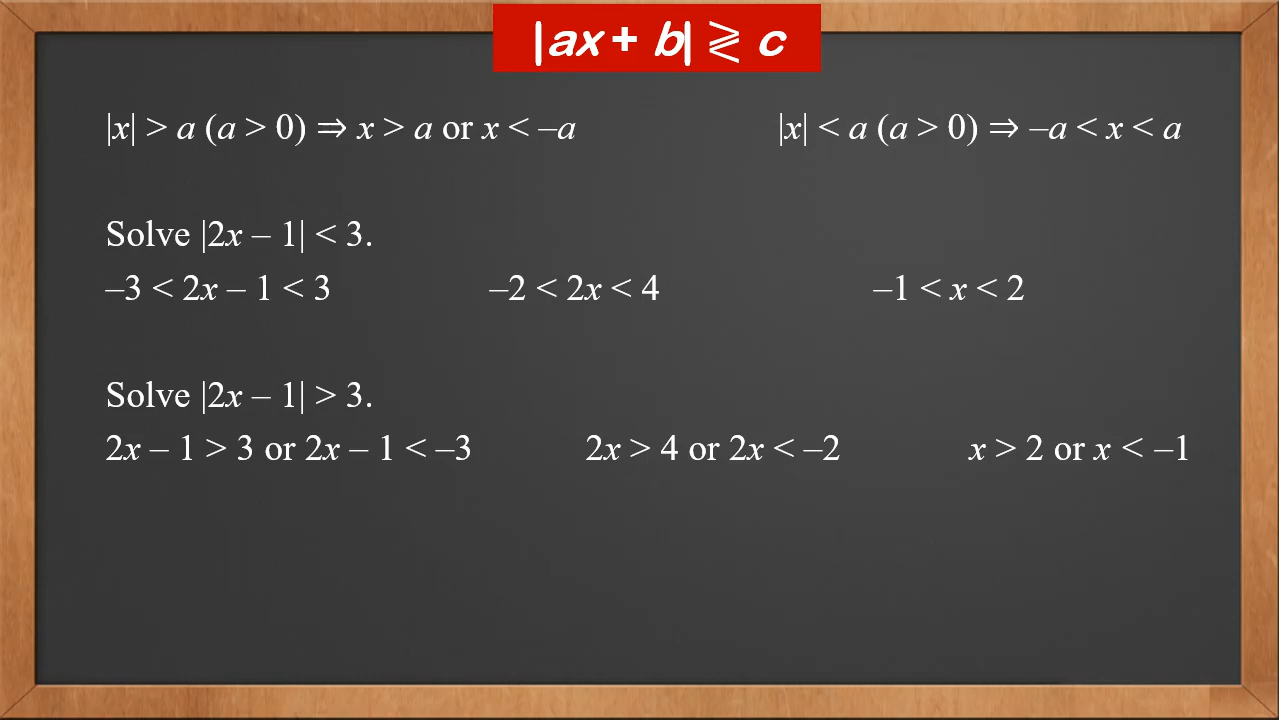 |ax + b| ≷ c
|x| > a (a > 0) ⇒ x > a or x < –a |x| < a (a > 0) ⇒ –a < x < a
Solve |2x – 1| < 3.
–3 < 2x – 1 < 3 –2 < 2x < 4 –1 < x < 2
Solve |2x – 1| > 3.
2x – 1 > 3 or 2x – 1 < –3 2x > 4 or 2x < –2 x > 2 or x < –1